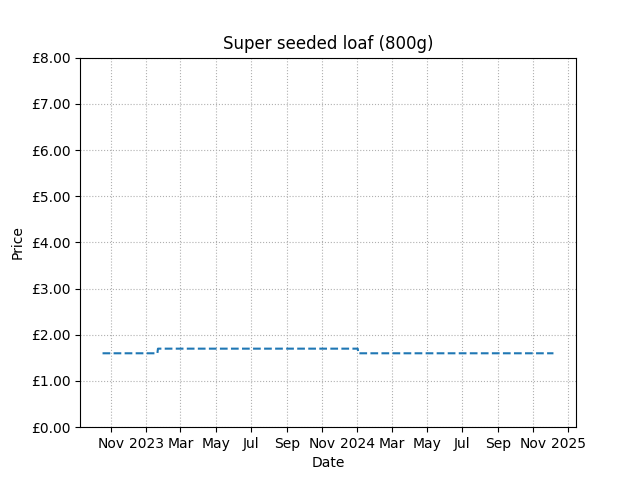 Super seeded loaf (800g)
£8.00
£7.00
£6.00
£5.00
£4.00
£3.00
£2.00
£1.00
£0.00
Price
Nov 2023 Mar May Jul Sep Nov 2024 Mar May Jul Sep Nov 2025
Date